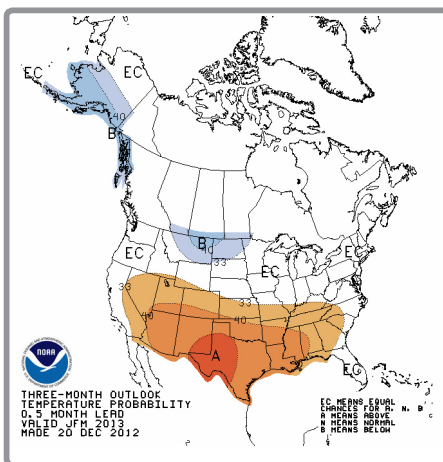 EC
EC
40
B
B
40
EC
33
EC
EC
33
33
40
40
A
EC
NOAA
THREE-MONTH OUTLOOK
TEMPERATURE PROBABILITY
0.5 MONTH LEAD
VALID JFM 2013
MADE 20 DEC 2012
EC MEANS EQUAL
CHANCES FOR A, N, B
A MEANS ABOVE
N MEANS NORMAL
B MEANS BELOW